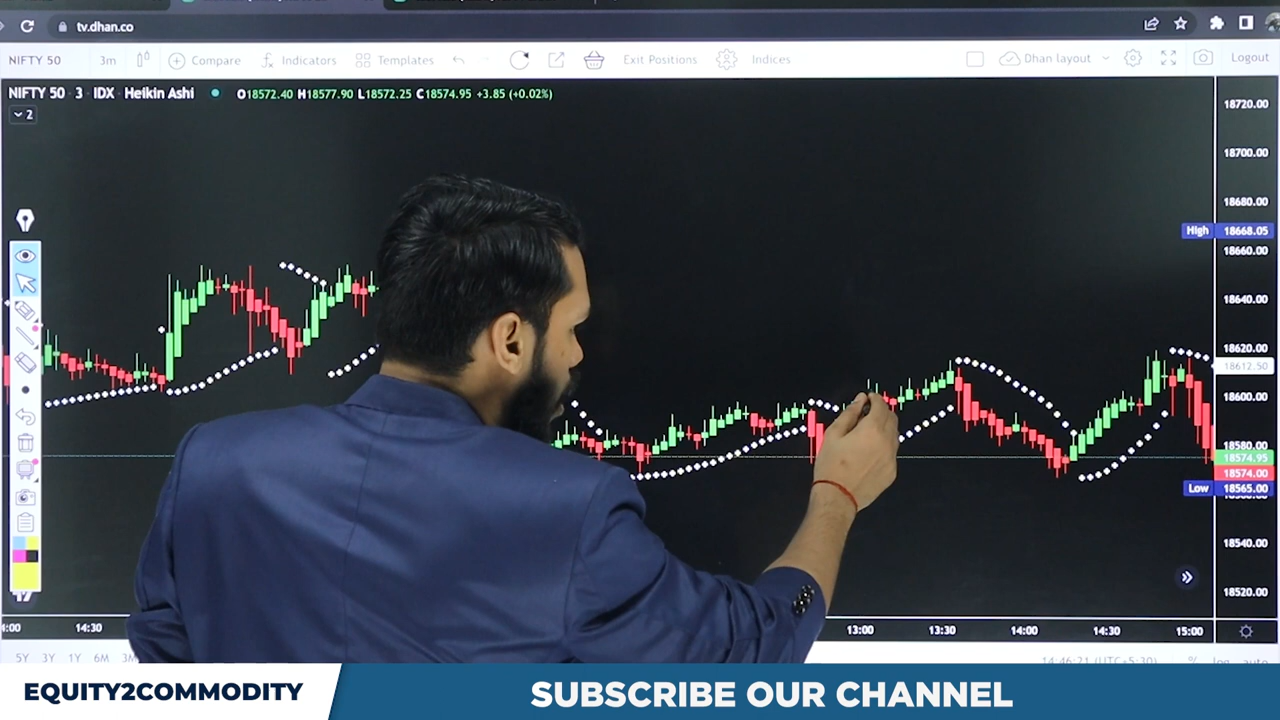 tv.dhan.co
NIFTY 50 3m Compare Indicators Templates Exit Positions Indices Dhan layout Logout
NIFTY 50 · 3 · IDX · Heikin Ashi O18572.40 H18577.90 L18572.25 C18574.95 +3.85 (+0.02%)
2
18720.00
18700.00
18680.00
High 18668.05
18660.00
18640.00
18620.00
18612.50
18600.00
18580.00
18574.95
18574.00
Low 18565.00
18540.00
18520.00
14:30 13:00 13:30 14:00 14:30 15:00
5Y 3Y 1Y 6M 14:46:21 (UTC+5:30) % log auto
EQUITY2COMMODITY SUBSCRIBE OUR CHANNEL